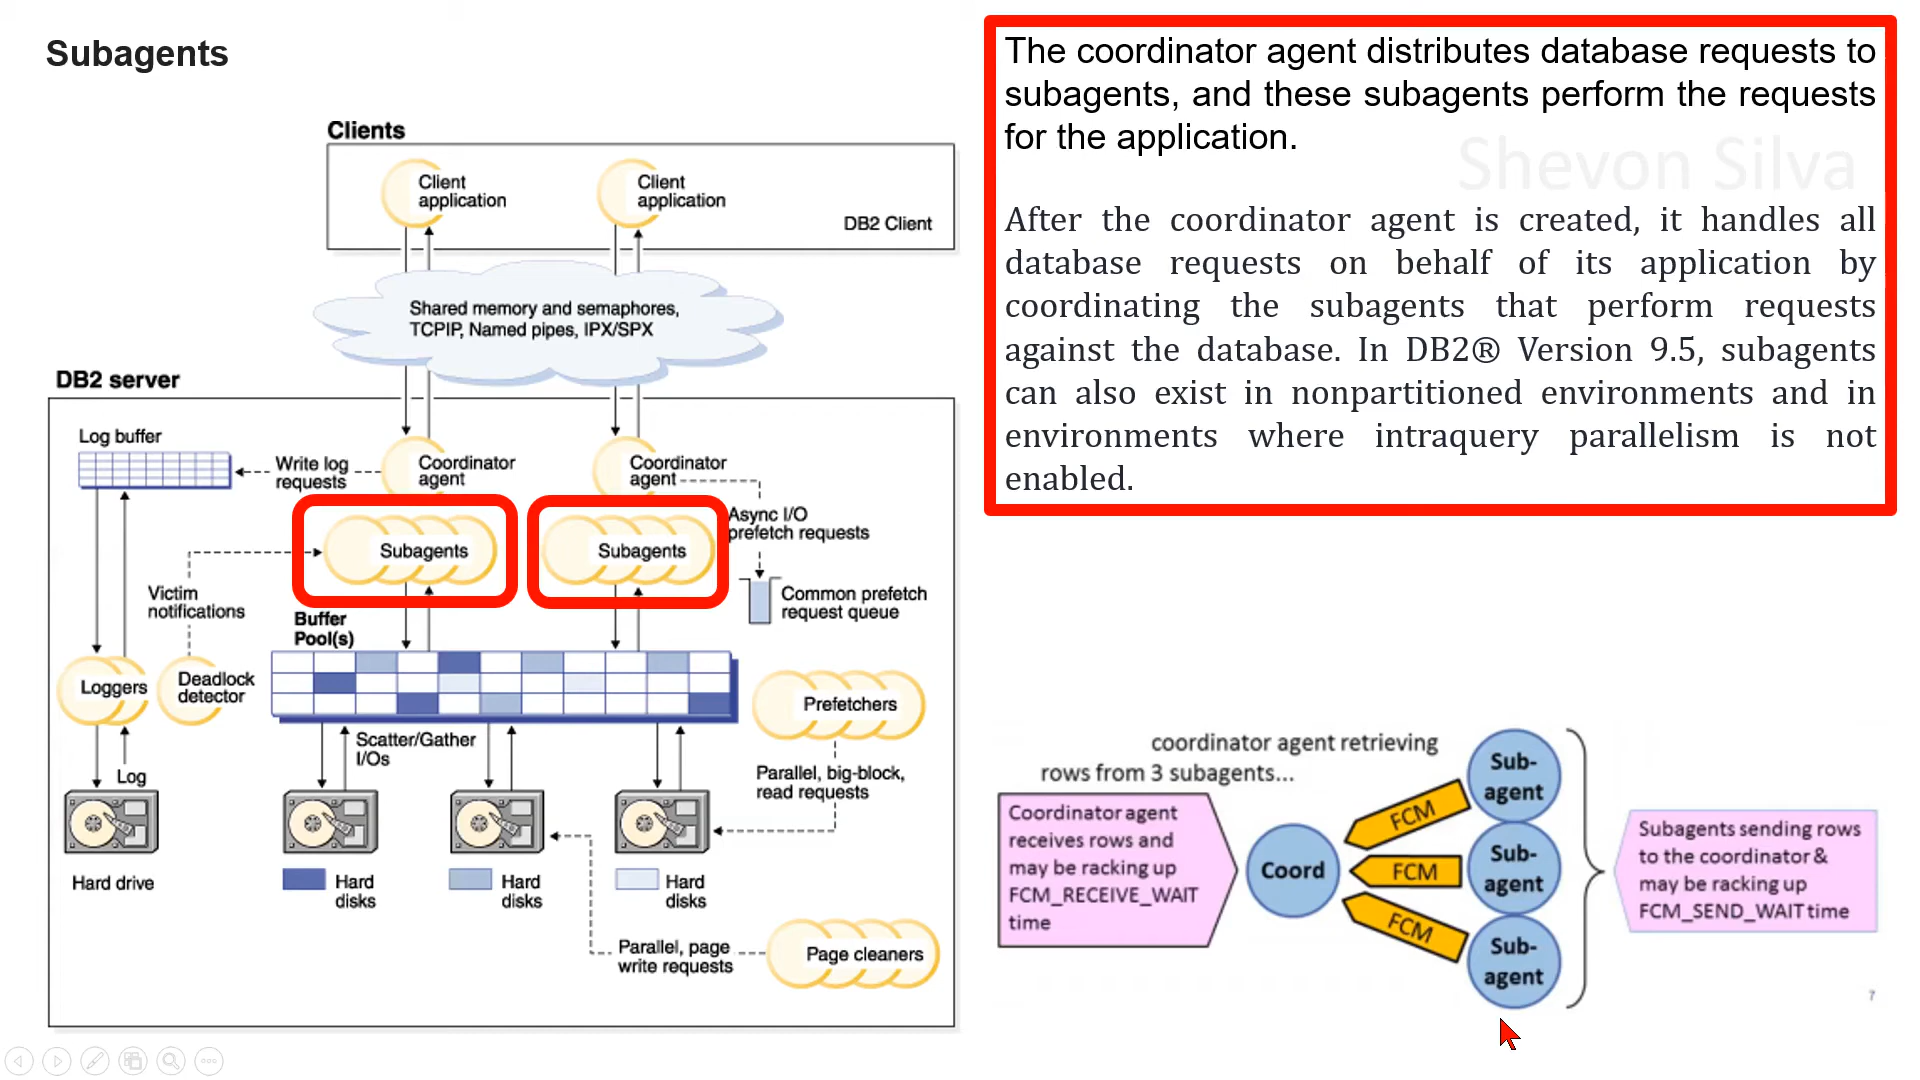 Subagents
The coordinator agent distributes database requests to
subagents, and these subagents perform the requests
for the application.
Shevon Silva
After the coordinator agent is created, it handles all
database requests on behalf of its application by
coordinating the subagents that perform requests
against the database. In DB2® Version 9.5, subagents
can also exist in nonpartitioned environments and in
environments where intraquery parallelism is not
enabled.
Clients
Client
application
Client
application
DB2 Client
Shared memory and semaphores,
TCPIP, Named pipes, IPX/SPX
DB2 server
Log buffer
Write log
requests
Coordinator
agent
Coordinator
agent
Subagents
Subagents
Async I/O
prefetch requests
Victim
notifications
Common prefetch
request queue
Buffer
Pool(s)
Loggers
Deadlock
detector
Prefetchers
Scatter/Gather
I/Os
Log
Parallel, big-block,
read requests
Hard drive
Hard
disks
Hard
disks
Hard
disks
Parallel, page
write requests
Page cleaners
coordinator agent retrieving
rows from 3 subagents...
Coordinator agent
receives rows and
may be racking up
FCM_RECEIVE_WAIT
time
Coord
FCM
FCM
FCM
Sub-
agent
Sub-
agent
Sub-
agent
Subagents sending rows
to the coordinator &
may be racking up
FCM_SEND_WAIT time
7